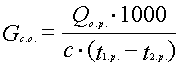 G_{c.o.} = \frac{Q_{o.p.} \cdot 1000}{c \cdot (t_{1.p.} - t_{2.p.})}